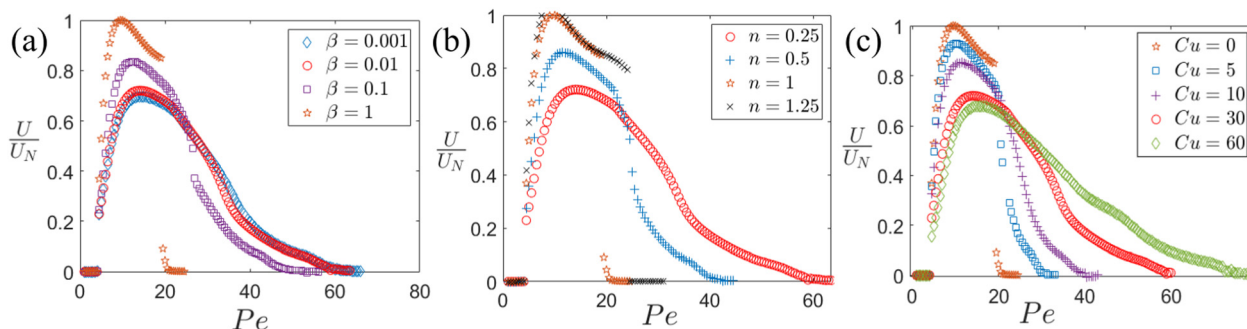 (a)
U
U_N
1
0.8
0.6
0.4
0.2
0
0 20 40 60 80
Pe
β = 0.001
β = 0.01
β = 0.1
β = 1
(b)
U
U_N
1
0.8
0.6
0.4
0.2
0
0 20 40 60
Pe
n = 0.25
n = 0.5
n = 1
n = 1.25
(c)
U
U_N
1
0.8
0.6
0.4
0.2
0
0 20 40 60
Pe
Cu = 0
Cu = 5
Cu = 10
Cu = 30
Cu = 60